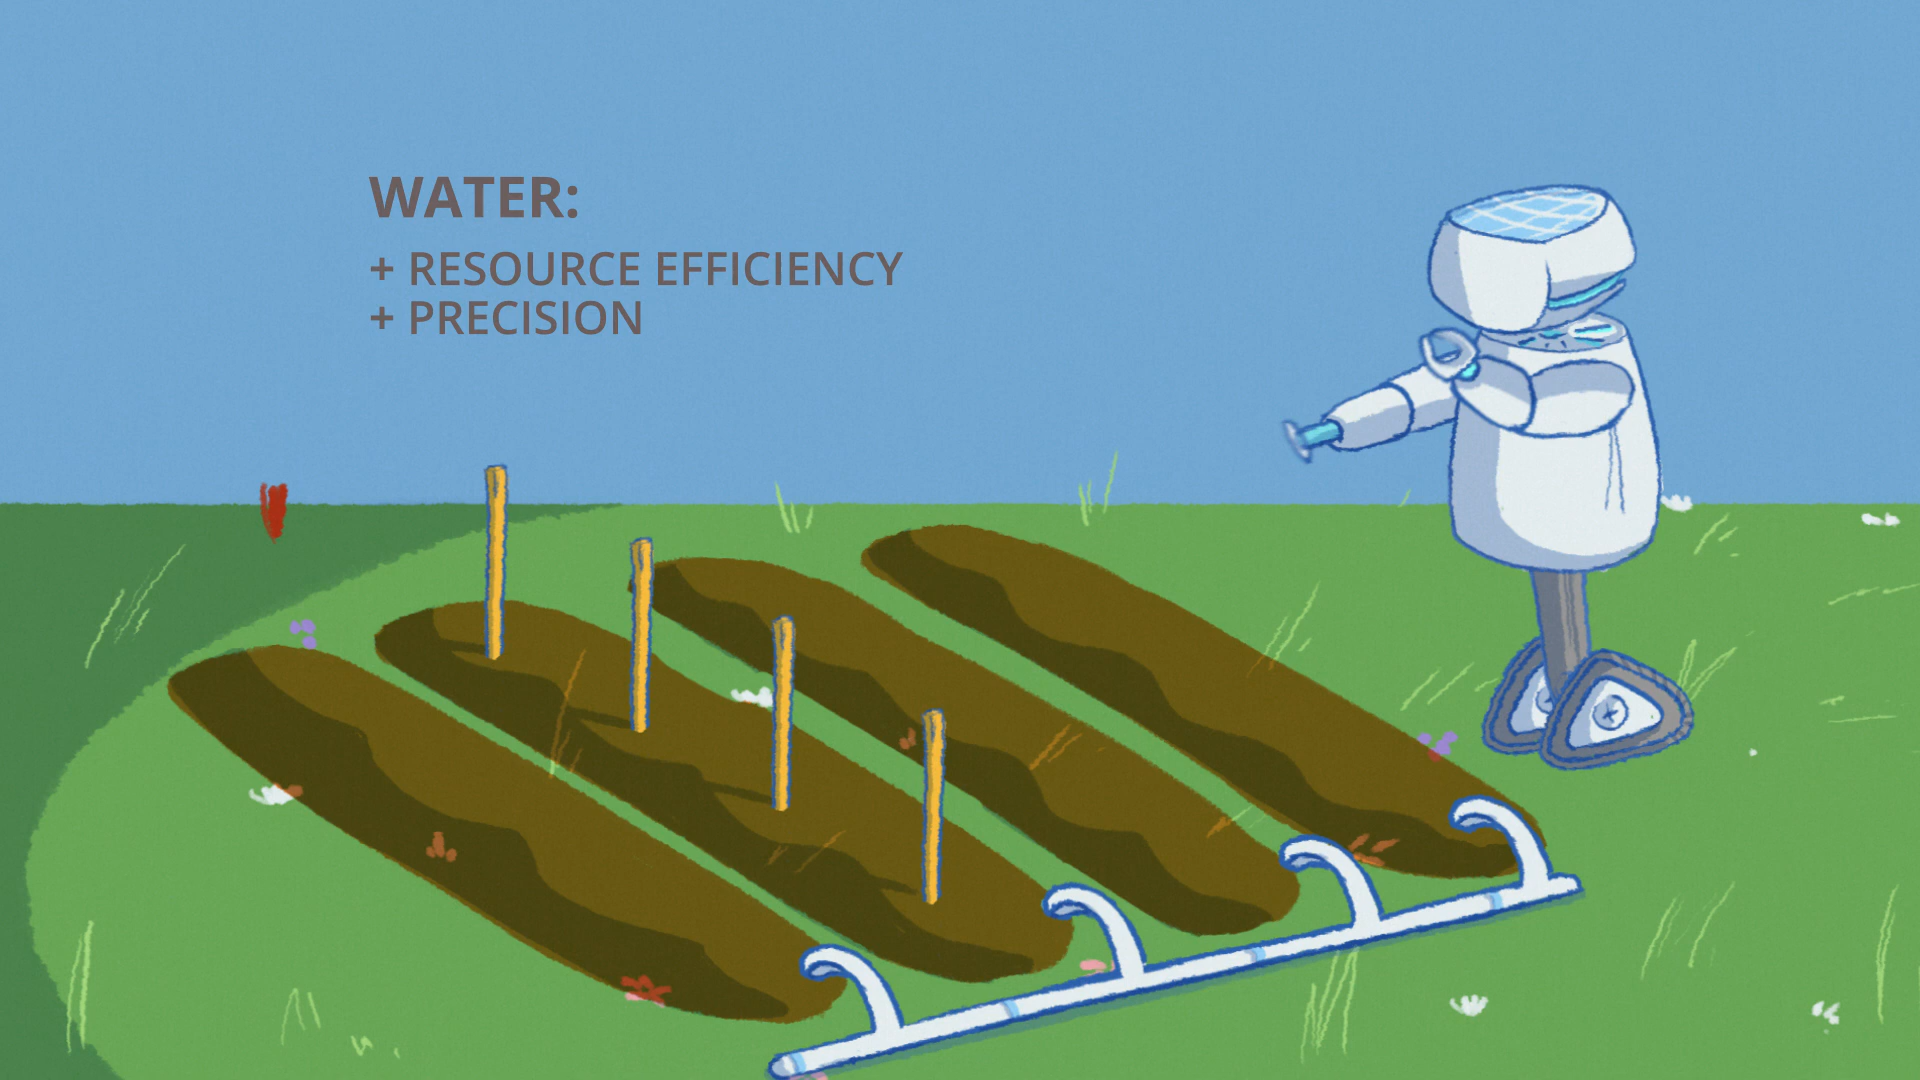 WATER:
+ RESOURCE EFFICIENCY
+ PRECISION